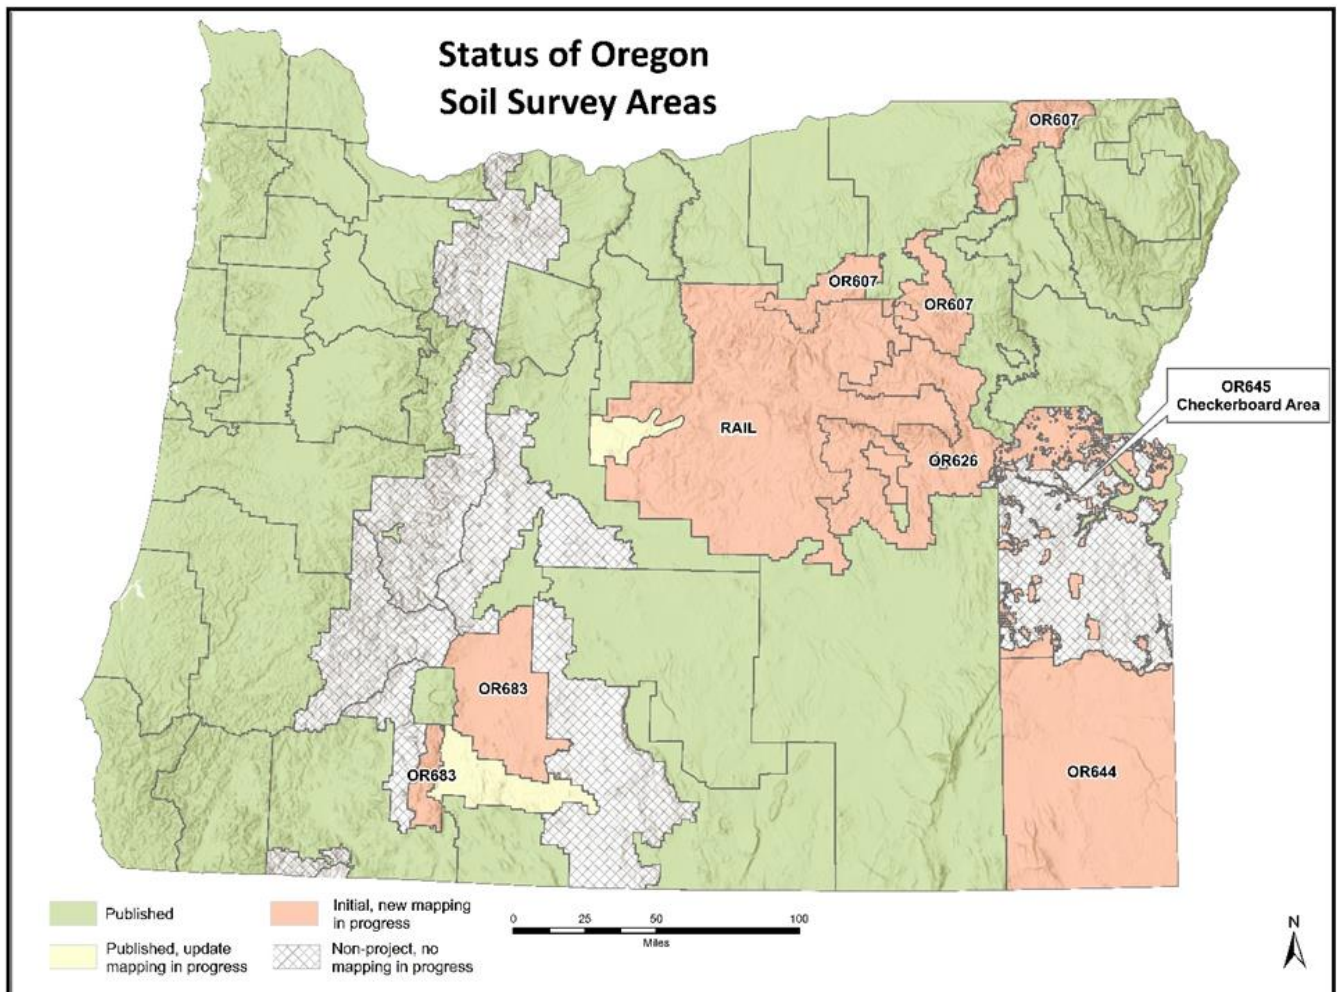 Status of Oregon
Soil Survey Areas
OR607
OR607
OR607
OR645
Checkerboard Area
RAIL
OR626
OR683
OR683
OR644
Published
Initial, new mapping
in progress
Published, update
mapping in progress
Non-project, no
mapping in progress
0 25 50 100
Miles
N